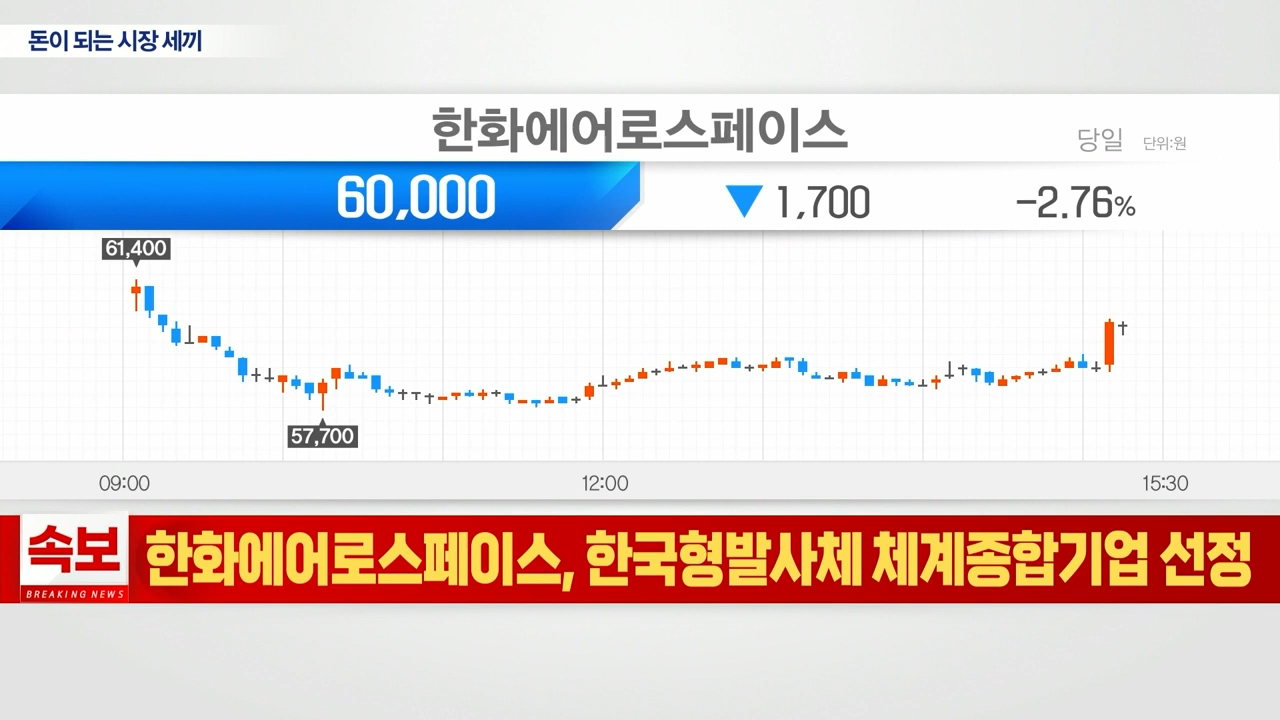 돈이 되는 시장 세끼
한화에어로스페이스
당일 단위:원
60,000 ▼1,700 -2.76%
61,400
57,700
09:00 12:00 15:30
속보 한화에어로스페이스, 한국형발사체 체계종합기업 선정
BREAKING NEWS